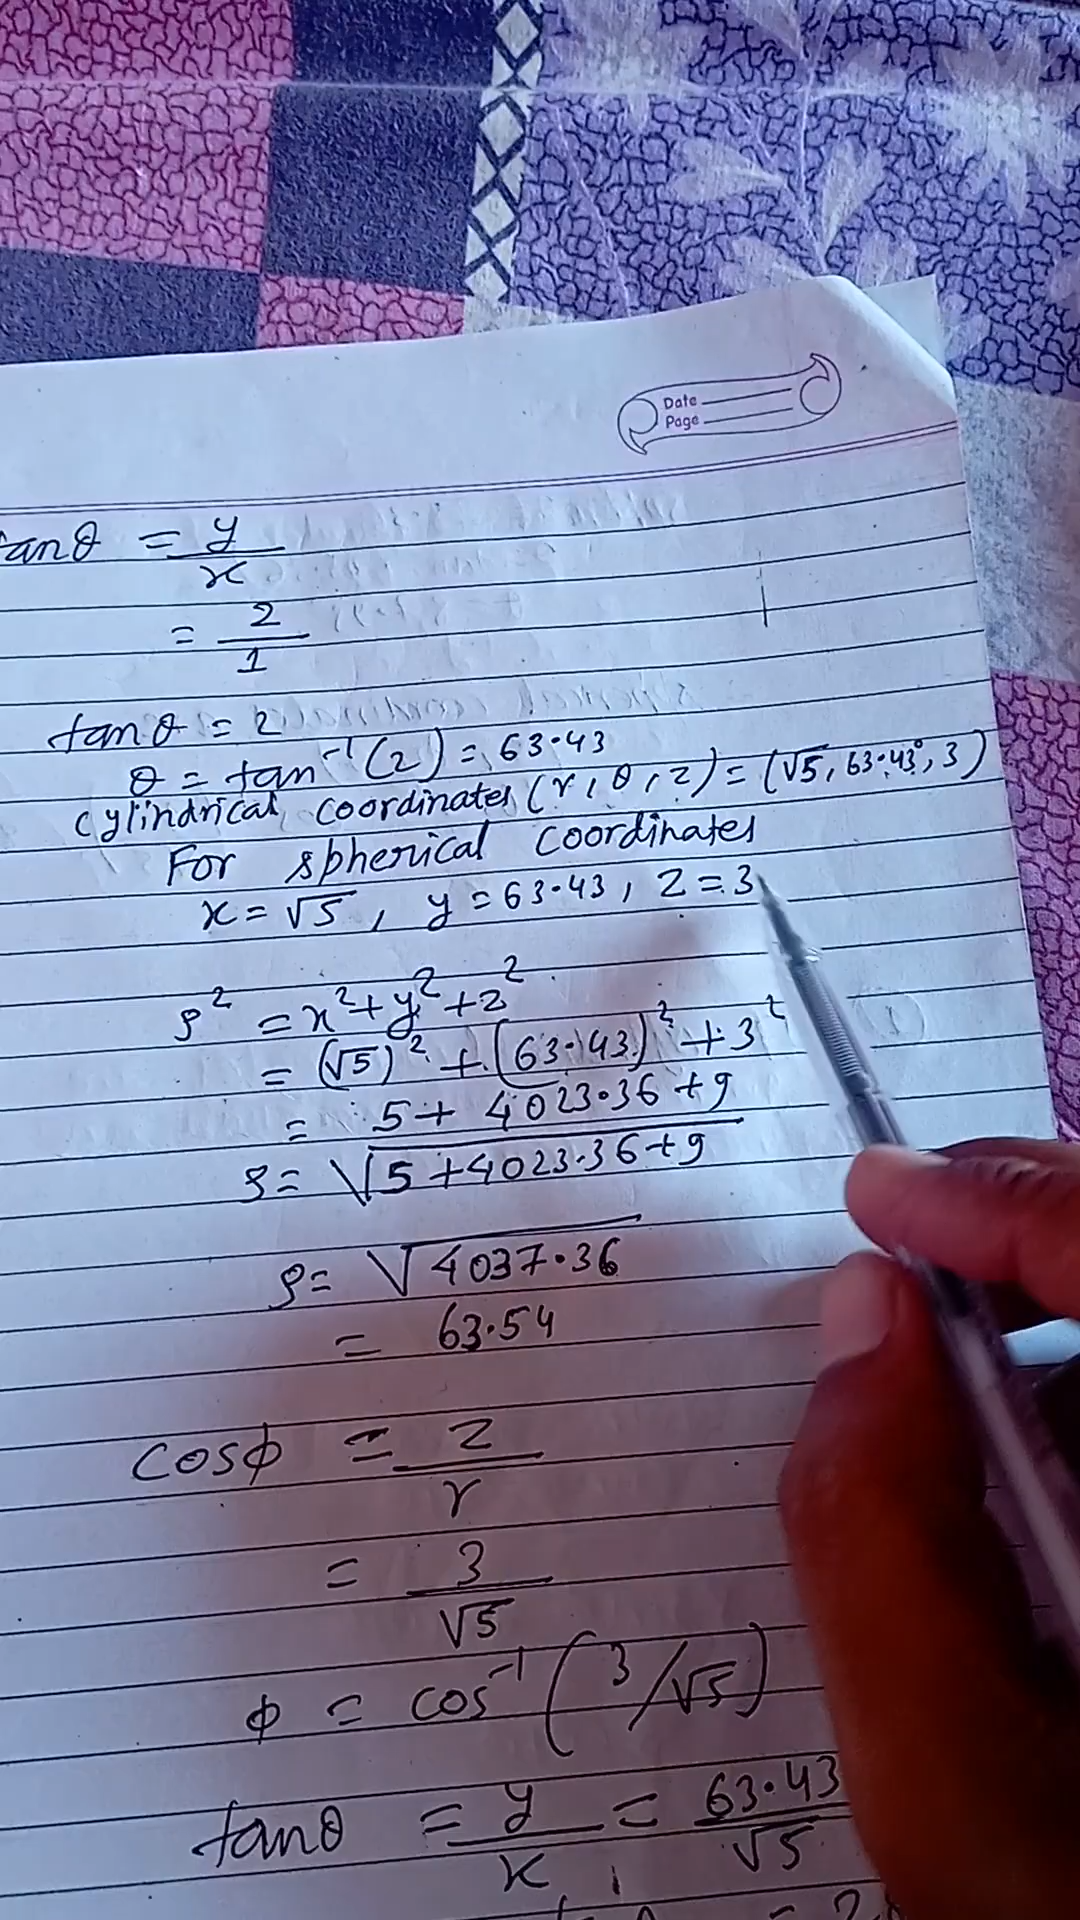 Date
Page
tanθ = y/x
= 2/1
tanθ = 2
θ = tan⁻¹(2) = 63.43
Cylindrical coordinates (r, θ, z) = (√5, 63.43°, 3)
For spherical coordinates
x = √5, y = 63.43, z = 3
ρ² = x² + y² + z²
= (√5)² + (63.43)² + 3²
= 5 + 4023.36 + 9
ρ = √5 + 4023.36 + 9
ρ = √4037.36
= 63.54
cosϕ = z/r
= 3/√5
ϕ = cos⁻¹(3/√5)
tanθ = y/x = 63.43/√5